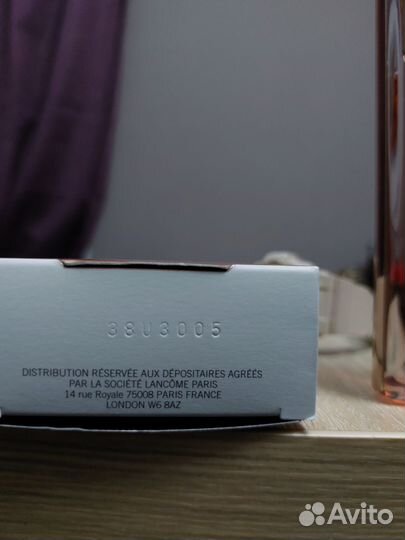 38U3005
DISTRIBUTION RÉSERVÉE AUX DÉPOSITAIRES AGRÉÉS
PAR LA SOCIÉTÉ LANCÔME PARIS
14 rue Royale 75008 PARIS FRANCE
LONDON W6 8AZ
Avito